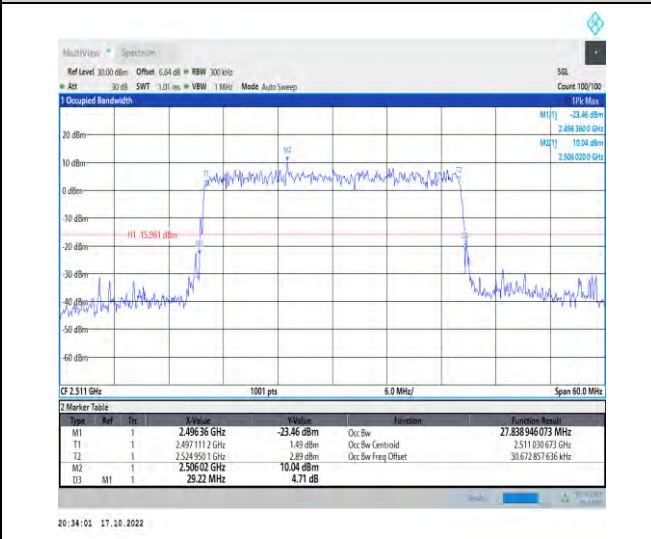 MultiView Spectrum
Ref Level 30.00 dBm Offset 6.64 dB RBW 300 kHz SGL
Att 30 dB SWT 1.01 ms VBW 1 MHz Mode Auto Sweep Count 100/100
1 Occupied Bandwidth 1Pk Max
M1[1] -23.46 dBm
2.496 360 0 GHz
M2[1] 10.04 dBm
2.506 020 0 GHz
20 dBm
M2
10 dBm
T1 T2
0 dBm
-10 dBm
H1 -15.961 dBm
-20 dBm
-30 dBm
-40 dBm
-50 dBm
-60 dBm
CF 2.511 GHz 1001 pts 6.0 MHz/ Span 60.0 MHz
2 Marker Table
Type Ref Trc X-Value Y-Value Function Function Result
M1 1 2.496 36 GHz -23.46 dBm Occ Bw 27.838 946 073 MHz
T1 1 2.497 111 2 GHz 1.49 dBm Occ Bw Centroid 2.511 030 673 GHz
T2 1 2.524 950 1 GHz 2.89 dBm Occ Bw Freq Offset 30.672 857 636 kHz
M2 1 2.506 02 GHz 10.04 dBm
D3 M1 1 29.22 MHz 4.71 dB
20:34:01 17.10.2022